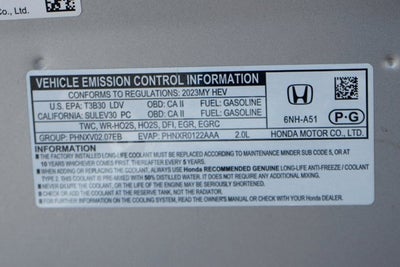 Co., Ltd.
VEHICLE EMISSION CONTROL INFORMATION
CONFORMS TO REGULATIONS: 2023MY HEV
U.S. EPA: T3B30 LDV OBD: CA II FUEL: GASOLINE
CALIFORNIA: SULEV30 PC OBD: CA II FUEL: GASOLINE
TWC, WR-HO2S, HO2S, DFI, EGR, EGRC
GROUP: PHNXV02.07EB EVAP: PHNXR0122AAA 2.0L
6NH-A51
P-G
HONDA MOTOR CO., LTD.
INFORMATION
■ THE FACTORY INSTALLED LONG-LIFE COOLANT MUST BE REPLACED ACCORDING TO MAINTENANCE MINDER SUB CODE 5, OR AT
10 YEARS WHICHEVER COMES FIRST, THEREAFTER EVERY 5 YEARS.
■ WHEN ADDING OR REPLACING THE COOLANT, ALWAYS USE Honda RECOMMENDED GENUINE LONG-LIFE ANTI-FREEZE / COOLANT
TYPE 2. THIS COOLANT IS PRE-MIXED WITH 50% DISTILLED WATER. IT DOES NOT REQUIRE ANY ADDITIONAL MIXING.
■ NEVER DILUTE THE COOLANT, OR THE LIFE OF THE ENGINE MAY BE SERIOUSLY SHORTENED.
■ CHECK OR ADD COOLANT AT THE RESERVE TANK, NOT THE RADIATOR.
■ FOR CARE OF THE COOLING SYSTEM, READ THE OWNER'S MANUAL OR CHECK WITH YOUR AUTHORIZED Honda DEALER.